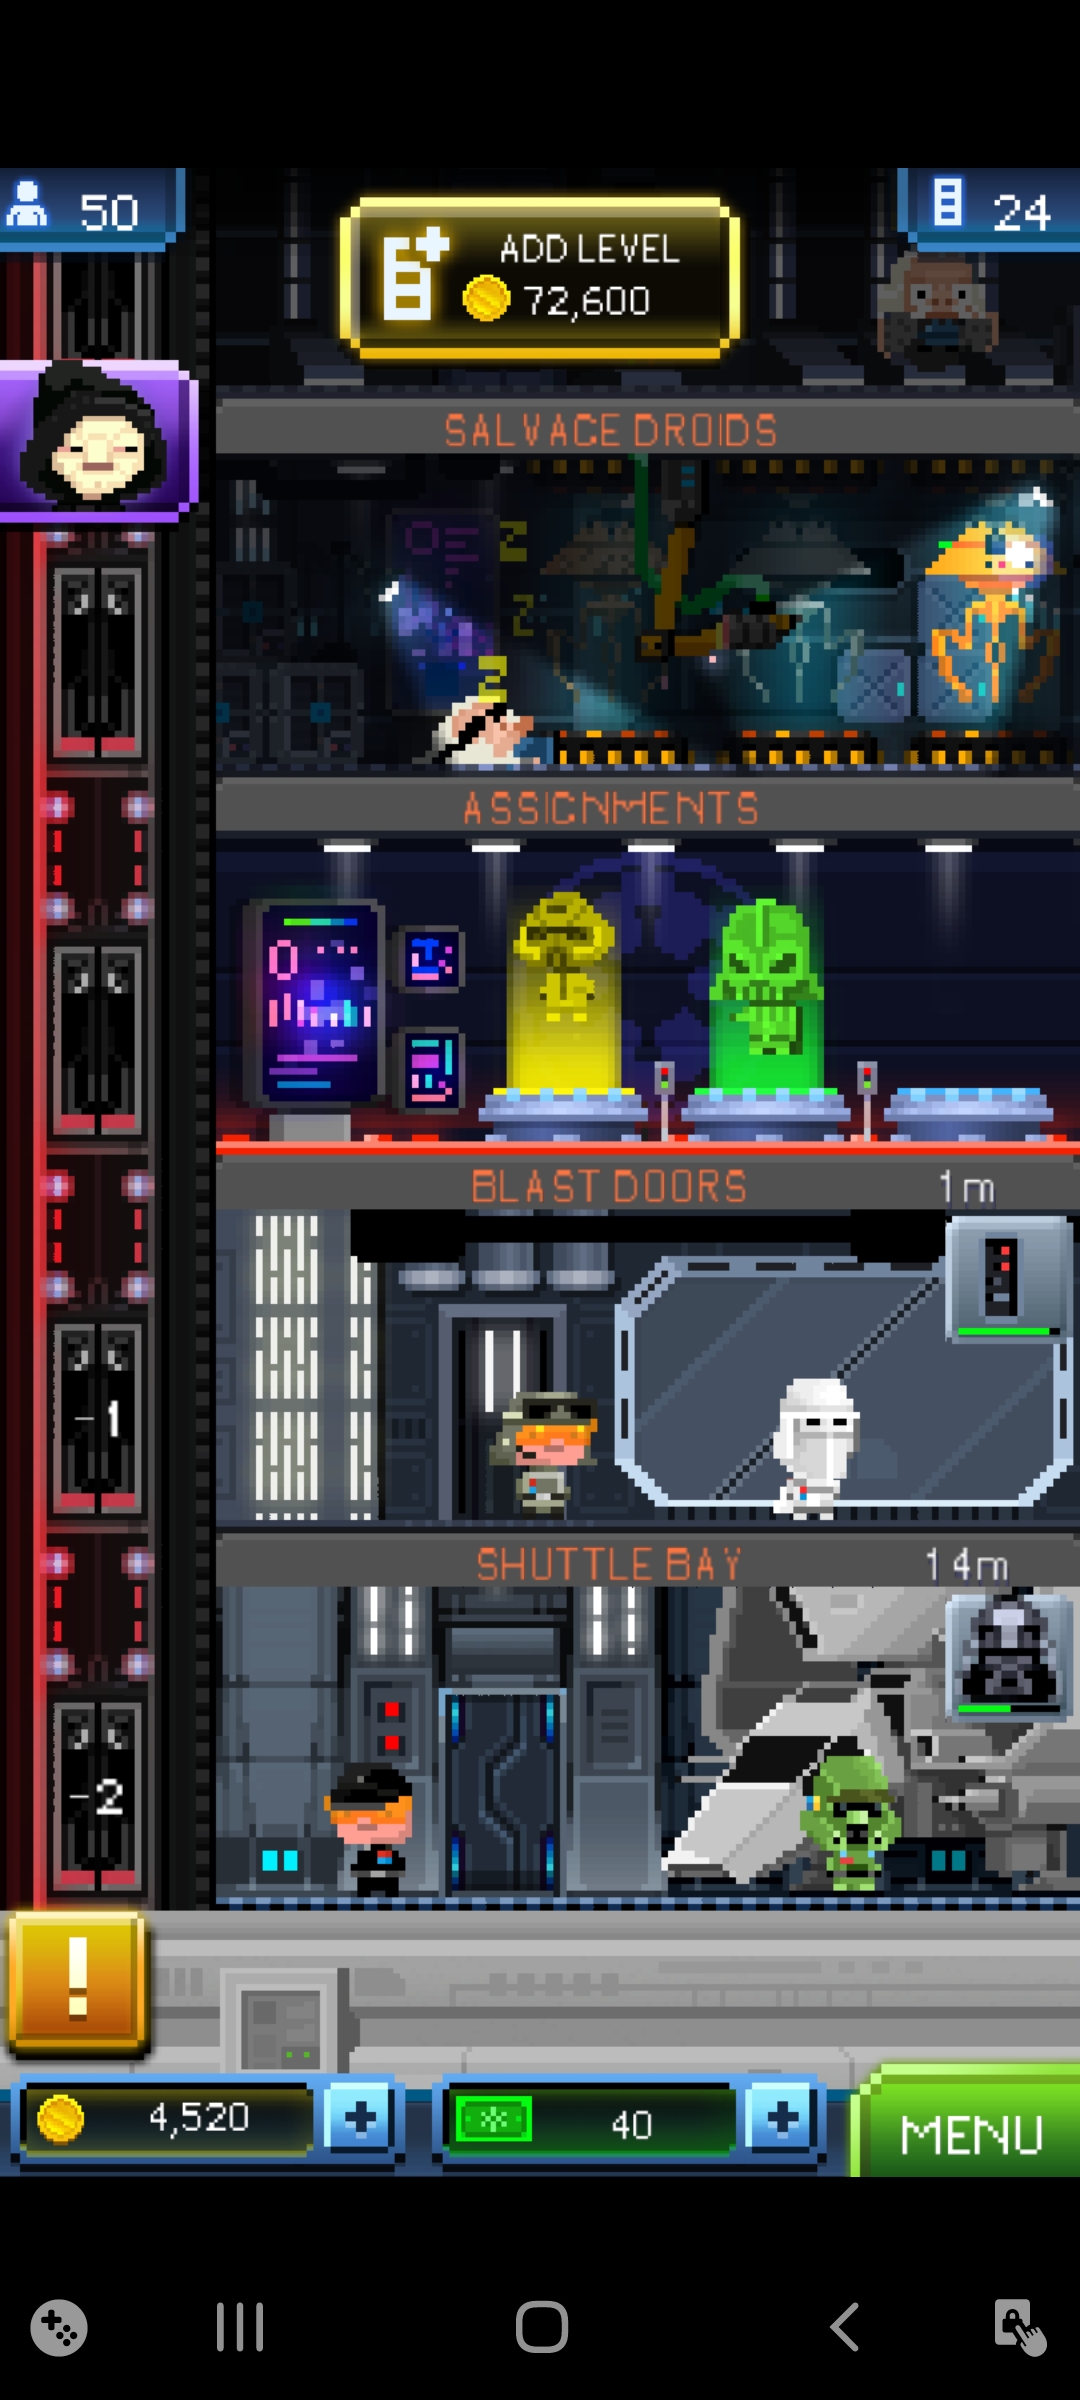 50
24
ADD LEVEL
72,600
SALVAGE DROIDS
Z
Z
Z
ASSIGNMENTS
BLAST DOORS 1m
-1
SHUTTLE BAY 14m
-2
!
4,520
40
MENU